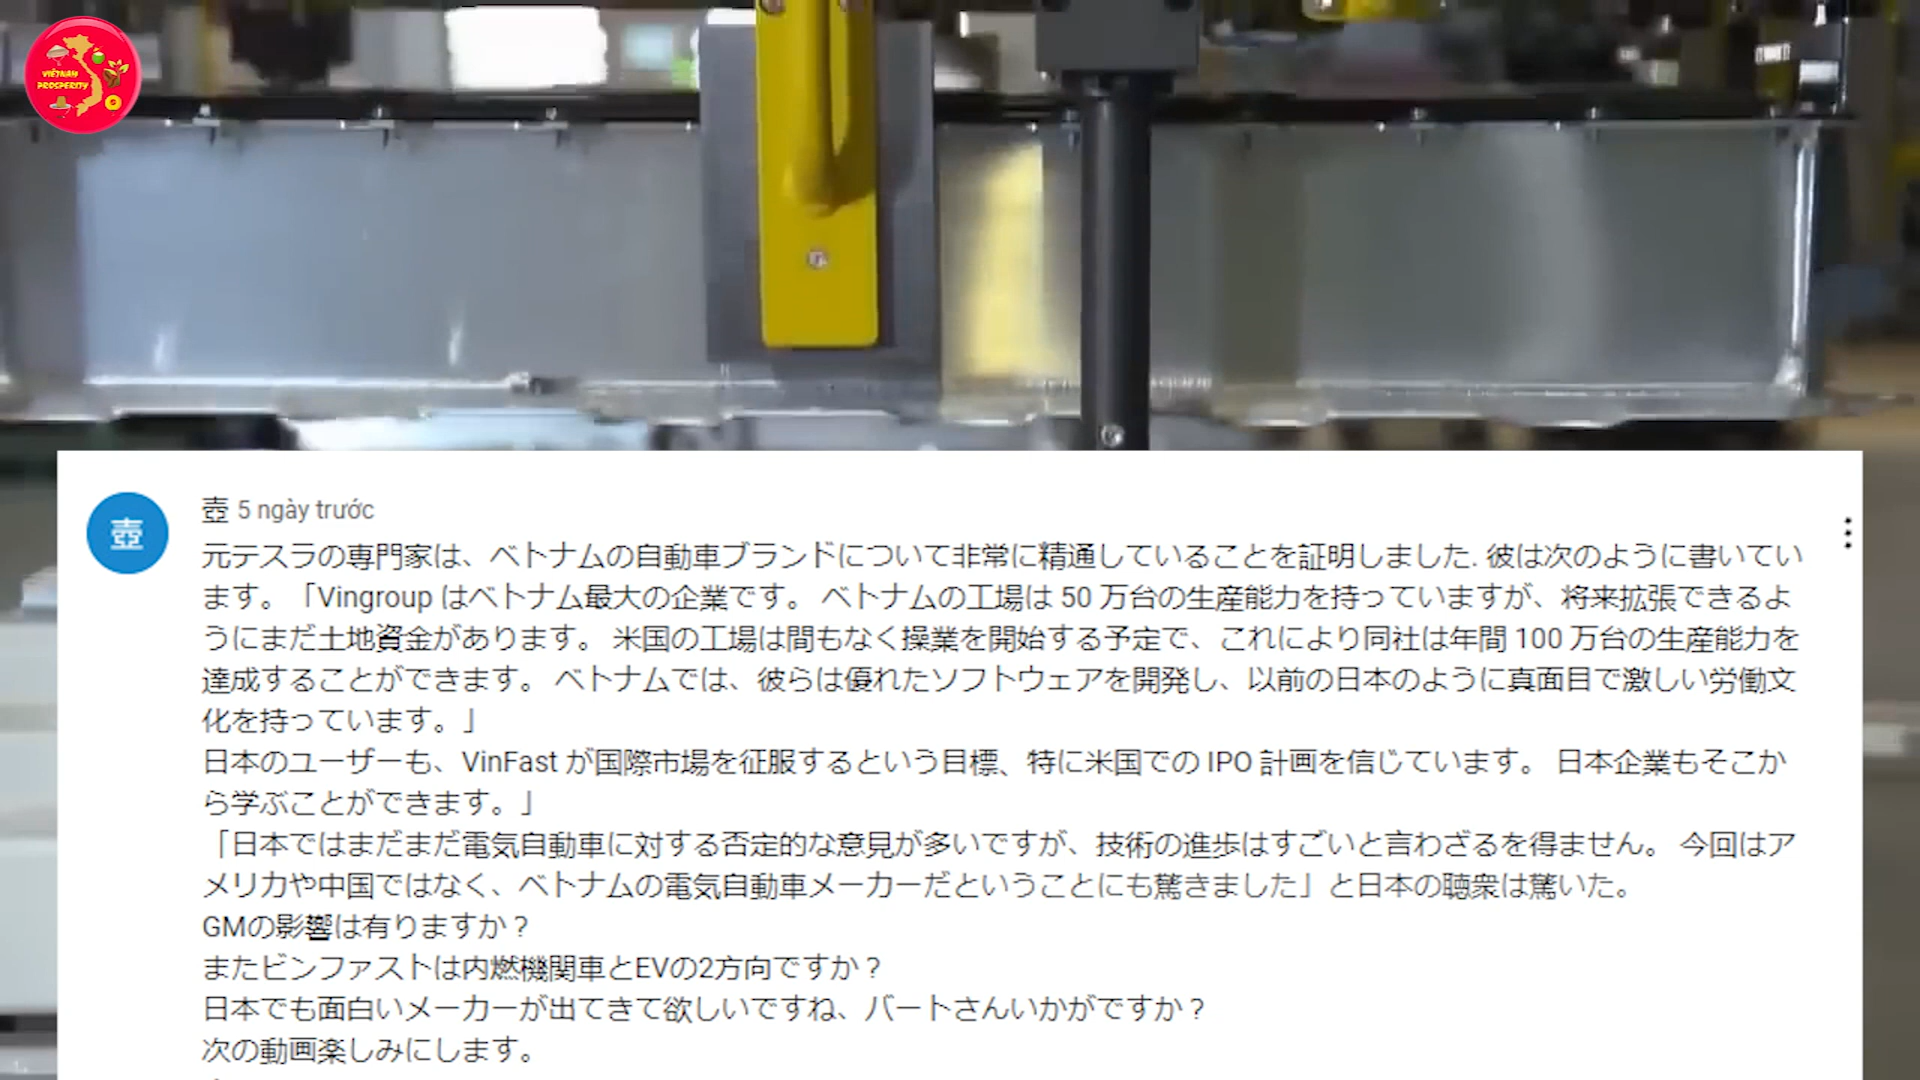 VIETNAM
PROSPERITY
壺 5 ngày trước
壺
元テスラの専門家は、ベトナムの自動車ブランドについて非常に精通していることを証明しました. 彼は次のように書いてい
ます。 「Vingroup はベトナム最大の企業です。 ベトナムの工場は 50 万台の生産能力を持っていますが、将来拡張できるよ
うにまだ土地資金があります。 米国の工場は間もなく操業を開始する予定で、これにより同社は年間 100 万台の生産能力を
達成することができます。 ベトナムでは、彼らは優れたソフトウェアを開発し、以前の日本のように真面目で激しい労働文
化を持っています。」
日本のユーザーも、VinFast が国際市場を征服するという目標、特に米国での IPO 計画を信じています。 日本企業もそこか
ら学ぶことができます。」
「日本ではまだまだ電気自動車に対する否定的な意見が多いですが、技術の進歩はすごいと言わざるを得ません。 今回はア
メリカや中国ではなく、ベトナムの電気自動車メーカーだということにも驚きました」と日本の聴衆は驚いた。
GMの影響は有りますか？
またビンファストは内燃機関車とEVの2方向ですか？
日本でも面白いメーカーが出てきて欲しいですね、バートさんいかがですか？
次の動画楽しみにします。